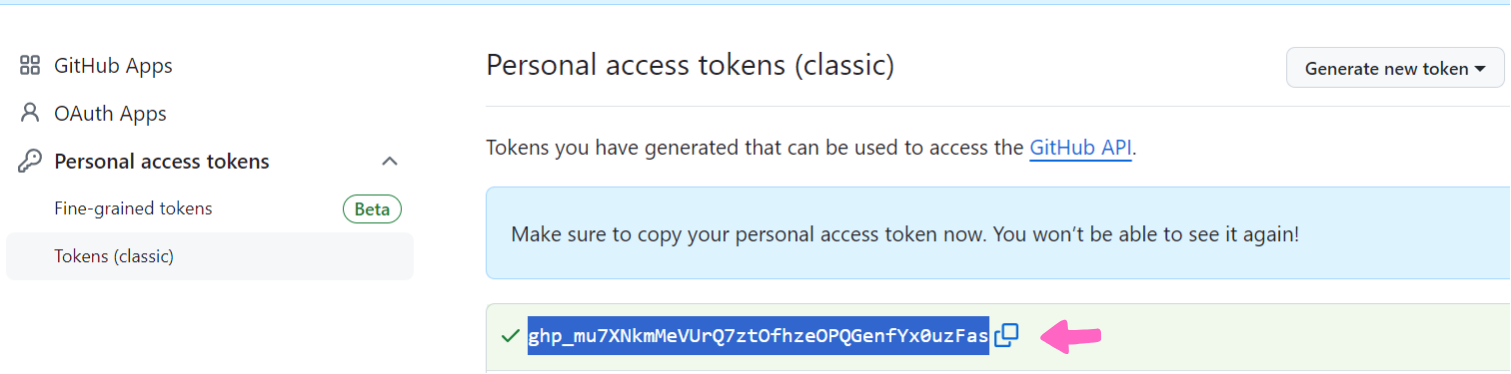 GitHub Apps
OAuth Apps
Personal access tokens
Fine-grained tokens Beta
Tokens (classic)
Personal access tokens (classic)
Generate new token
Tokens you have generated that can be used to access the GitHub API.
Make sure to copy your personal access token now. You won’t be able to see it again!
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